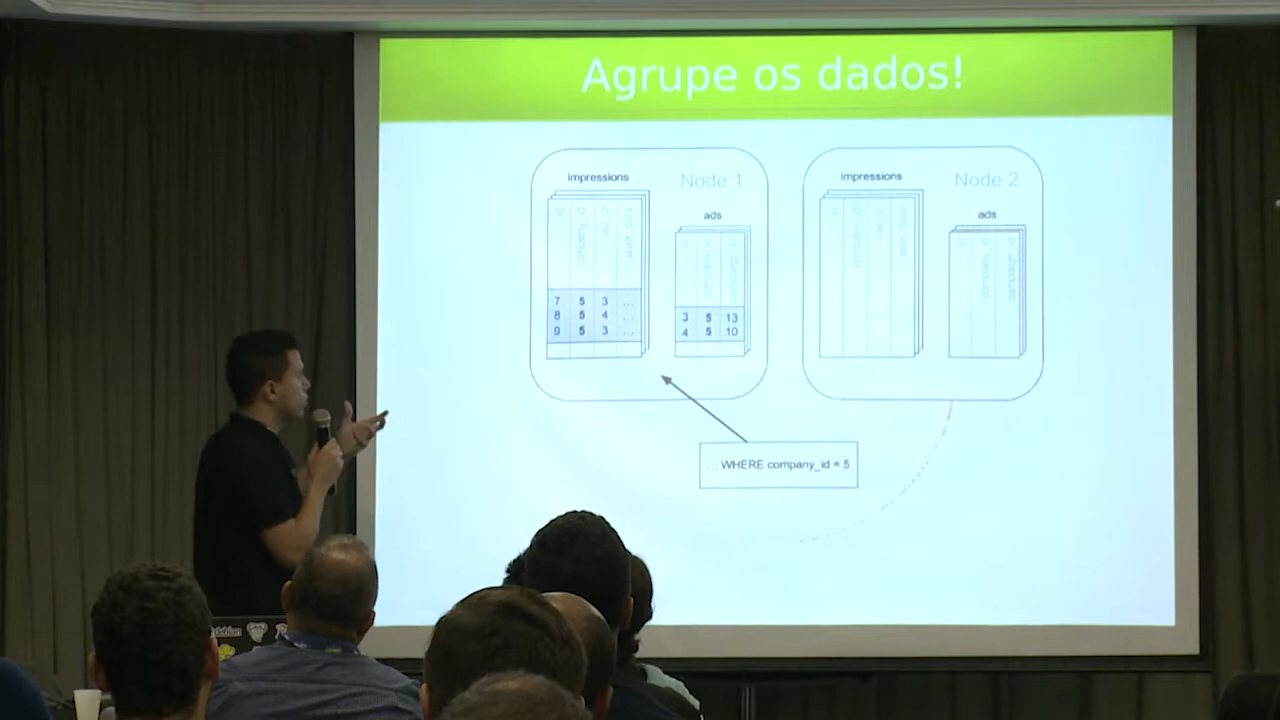 Agrupe os dados!
impressions
Node 1
ads
7 5 3 ...
8 5 4 ...
9 5 3 ...
3 5 13
4 5 10
impressions
Node 2
ads
... WHERE company_id = 5
debian